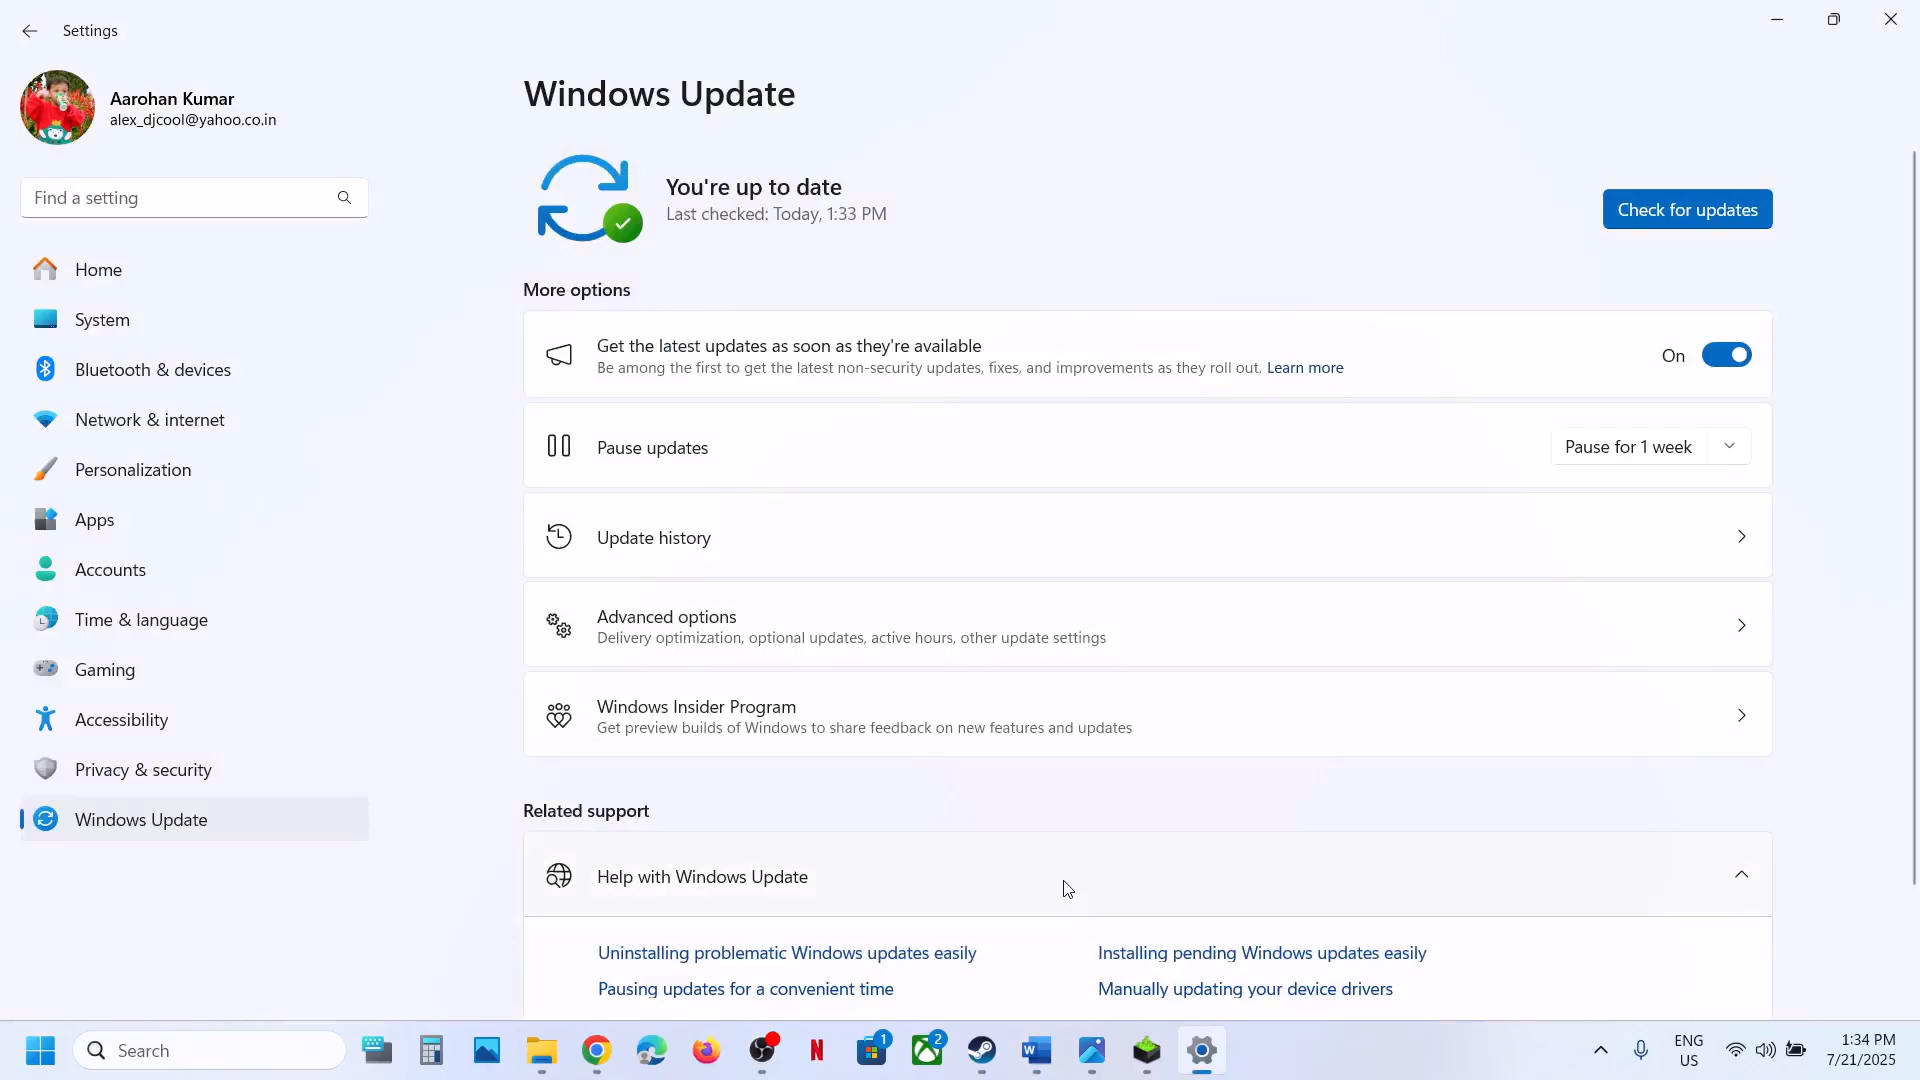 Settings
Aarohan Kumar
alex_djcool@yahoo.co.in
Find a setting
Home
System
Bluetooth & devices
Network & internet
Personalization
Apps
Accounts
Time & language
Gaming
Accessibility
Privacy & security
Windows Update
Windows Update
You're up to date
Last checked: Today, 1:33 PM
Check for updates
More options
Get the latest updates as soon as they're available
Be among the first to get the latest non-security updates, fixes, and improvements as they roll out. Learn more
On
Pause updates
Pause for 1 week
Update history
Advanced options
Delivery optimization, optional updates, active hours, other update settings
Windows Insider Program
Get preview builds of Windows to share feedback on new features and updates
Related support
Help with Windows Update
Uninstalling problematic Windows updates easily
Installing pending Windows updates easily
Pausing updates for a convenient time
Manually updating your device drivers
Search
N
1
2
W
ENG
US
1:34 PM
7/21/2025